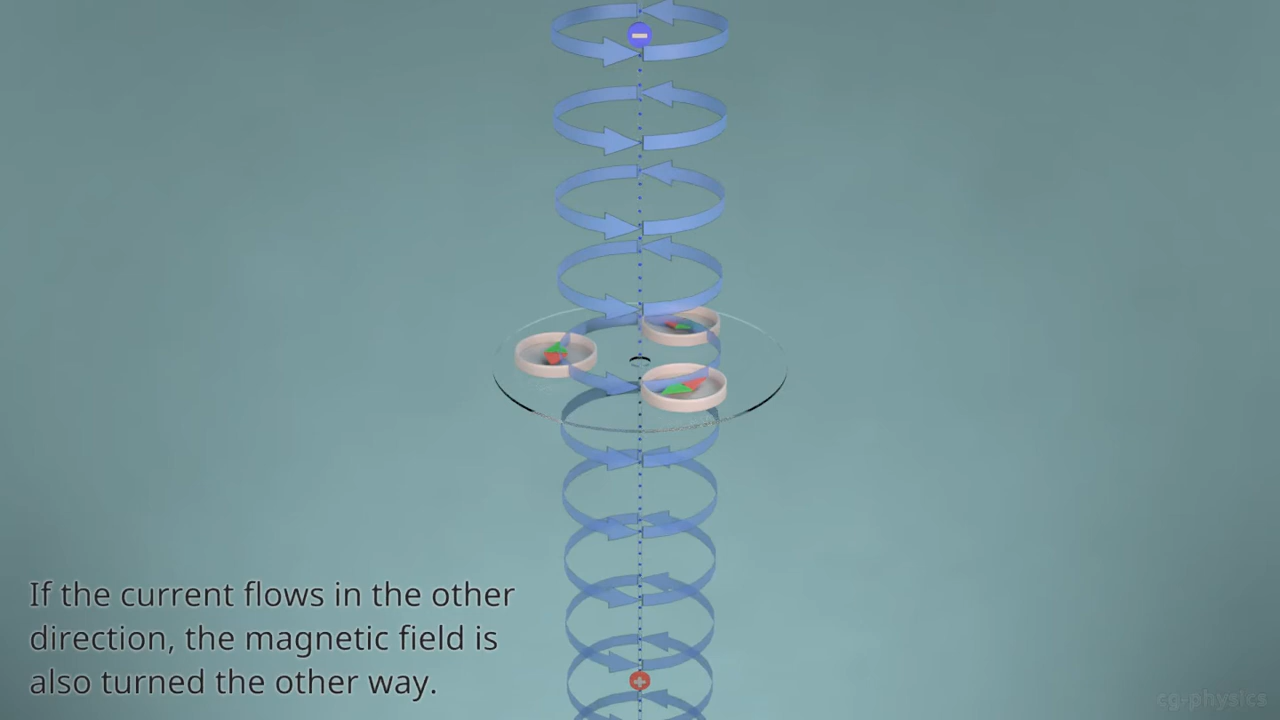 If the current flows in the other
direction, the magnetic field is
also turned the other way.
cg-physics